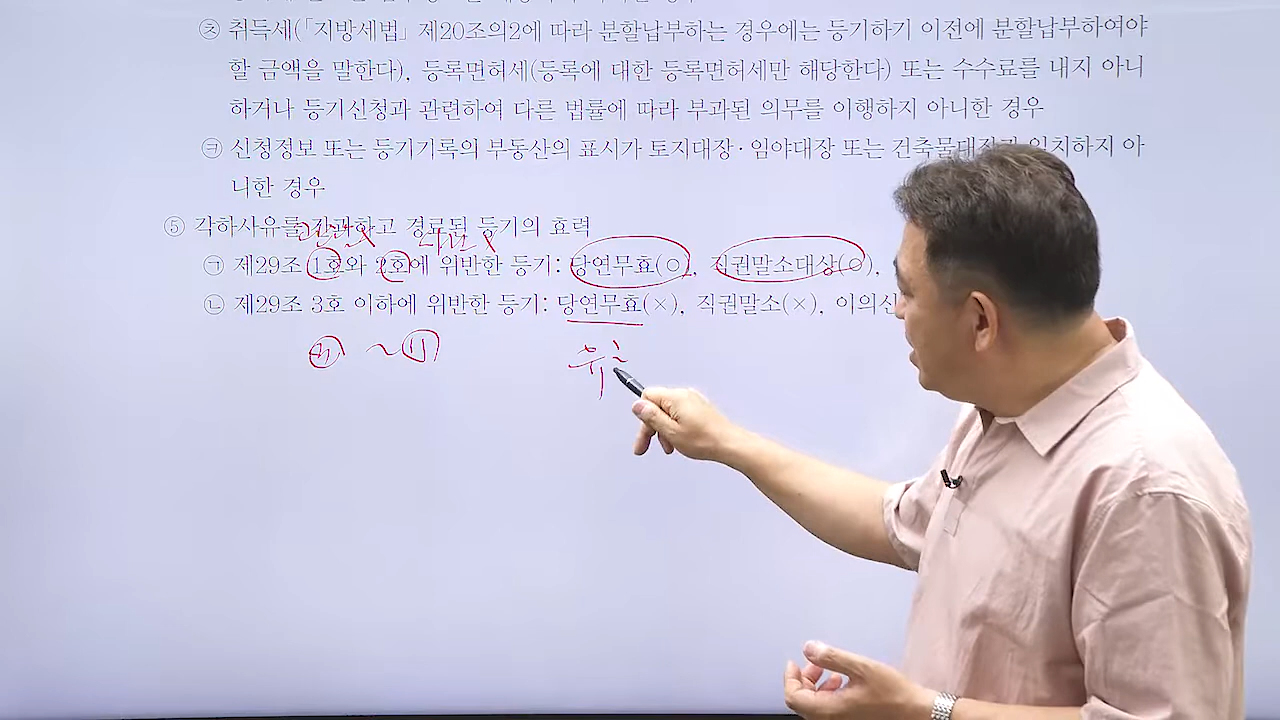 ㉧ 취득세(「지방세법」 제20조의2에 따라 분할납부하는 경우에는 등기하기 이전에 분할납부하여야
할 금액을 말한다), 등록면허세(등록에 대한 등록면허세만 해당한다) 또는 수수료를 내지 아니
하거나 등기신청과 관련하여 다른 법률에 따라 부과된 의무를 이행하지 아니한 경우
㉪ 신청정보 또는 등기기록의 부동산의 표시가 토지대장·임야대장 또는 건축물대장과 일치하지 아
니한 경우
⑤ 각하사유를 간과하고 경료된 등기의 효력
㉠ 제29조 1호와 2호에 위반한 등기: 당연무효(○), 직권말소대상(○),
㉡ 제29조 3호 이하에 위반한 등기: 당연무효(×), 직권말소(×), 이의신
③ ~ ⑪